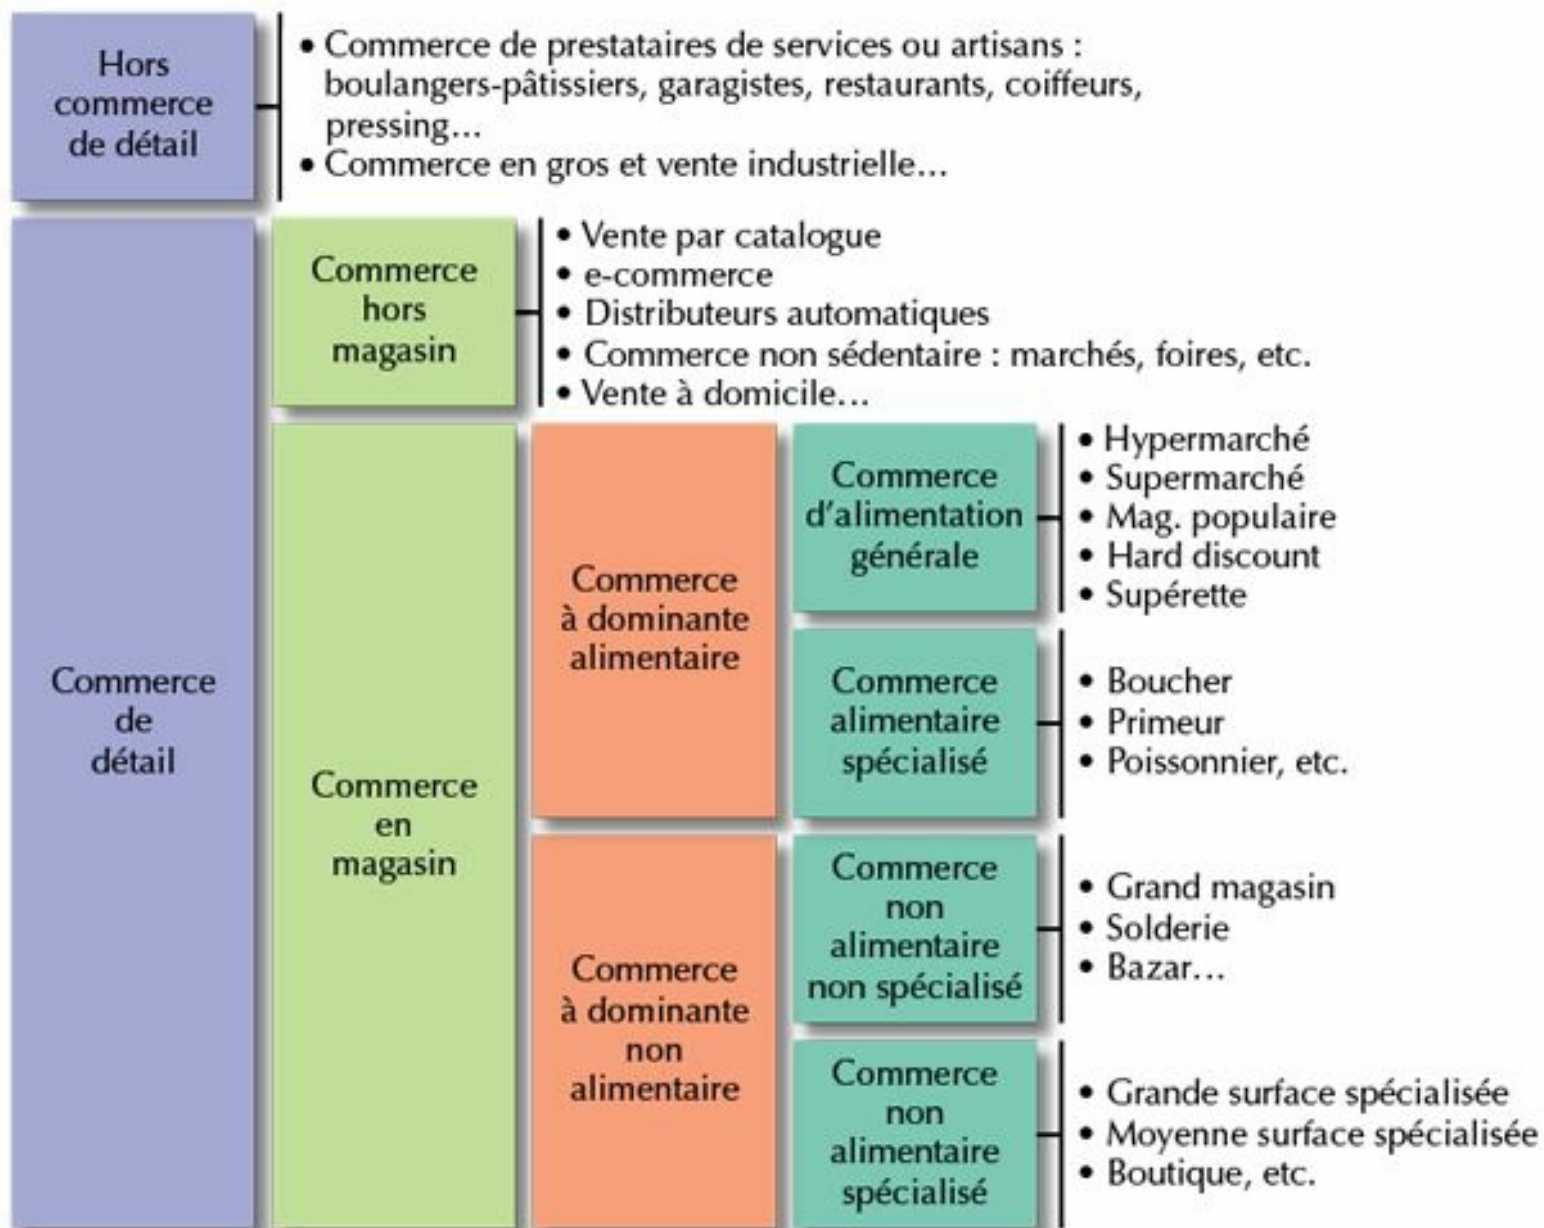 Hors
commerce
de détail
• Commerce de prestataires de services ou artisans :
boulangers-pâtissiers, garagistes, restaurants, coiffeurs,
pressing...
• Commerce en gros et vente industrielle...
Commerce
de
détail
Commerce
hors
magasin
• Vente par catalogue
• e-commerce
• Distributeurs automatiques
• Commerce non sédentaire : marchés, foires, etc.
• Vente à domicile...
Commerce
en
magasin
Commerce
à dominante
alimentaire
Commerce
d'alimentation
générale
• Hypermarché
• Supermarché
• Mag. populaire
• Hard discount
• Supérette
Commerce
alimentaire
spécialisé
• Boucher
• Primeur
• Poissonnier, etc.
Commerce
à dominante
non
alimentaire
Commerce
non
alimentaire
non spécialisé
• Grand magasin
• Solderie
• Bazar...
Commerce
non
alimentaire
spécialisé
• Grande surface spécialisée
• Moyenne surface spécialisée
• Boutique, etc.